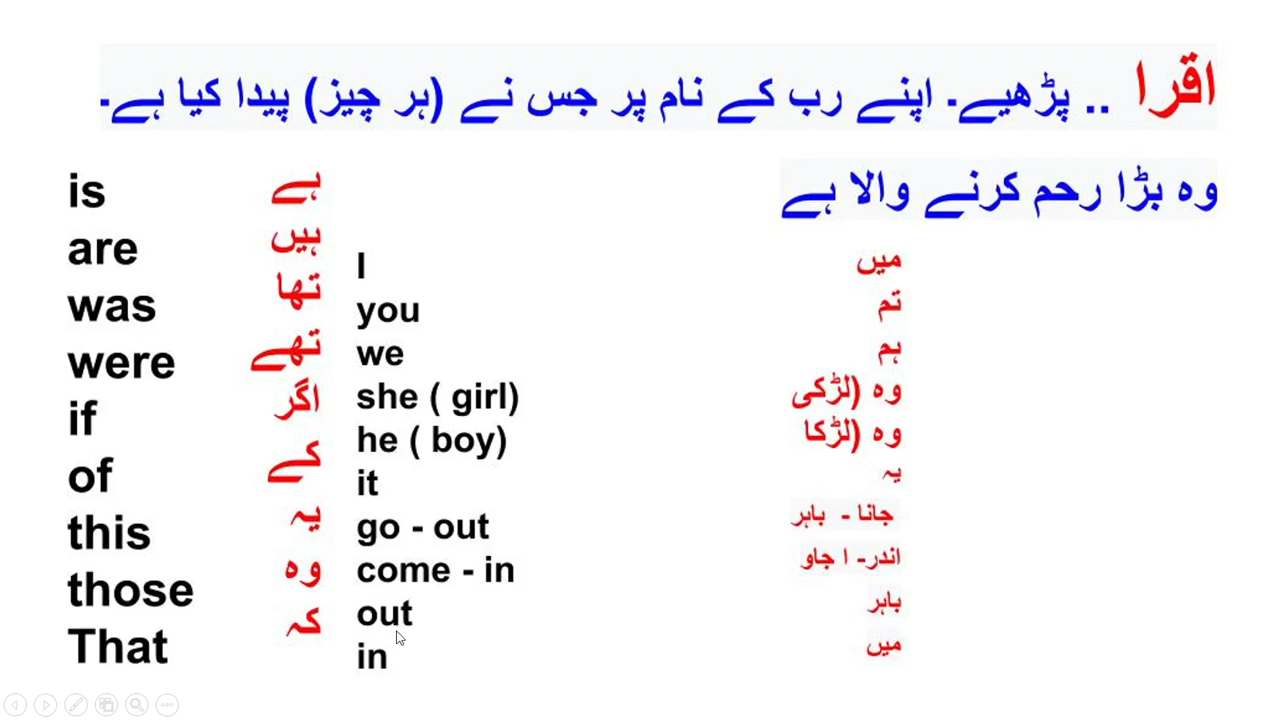 اقرا .. پڑھیے۔ اپنے رب کے نام پر جس نے (ہر چیز) پیدا کیا ہے۔
وہ بڑا رحم کرنے والا ہے
is ہے
are ہیں
was تھا
were تھے
if اگر
of کے
this یہ
those وہ
That کہ
I میں
you تم
we ہم
she ( girl) وہ (لڑکی
he ( boy) وہ (لڑکا
it یہ
go - out جانا - باہر
come - in اندر- ا جاو
out باہر
in میں